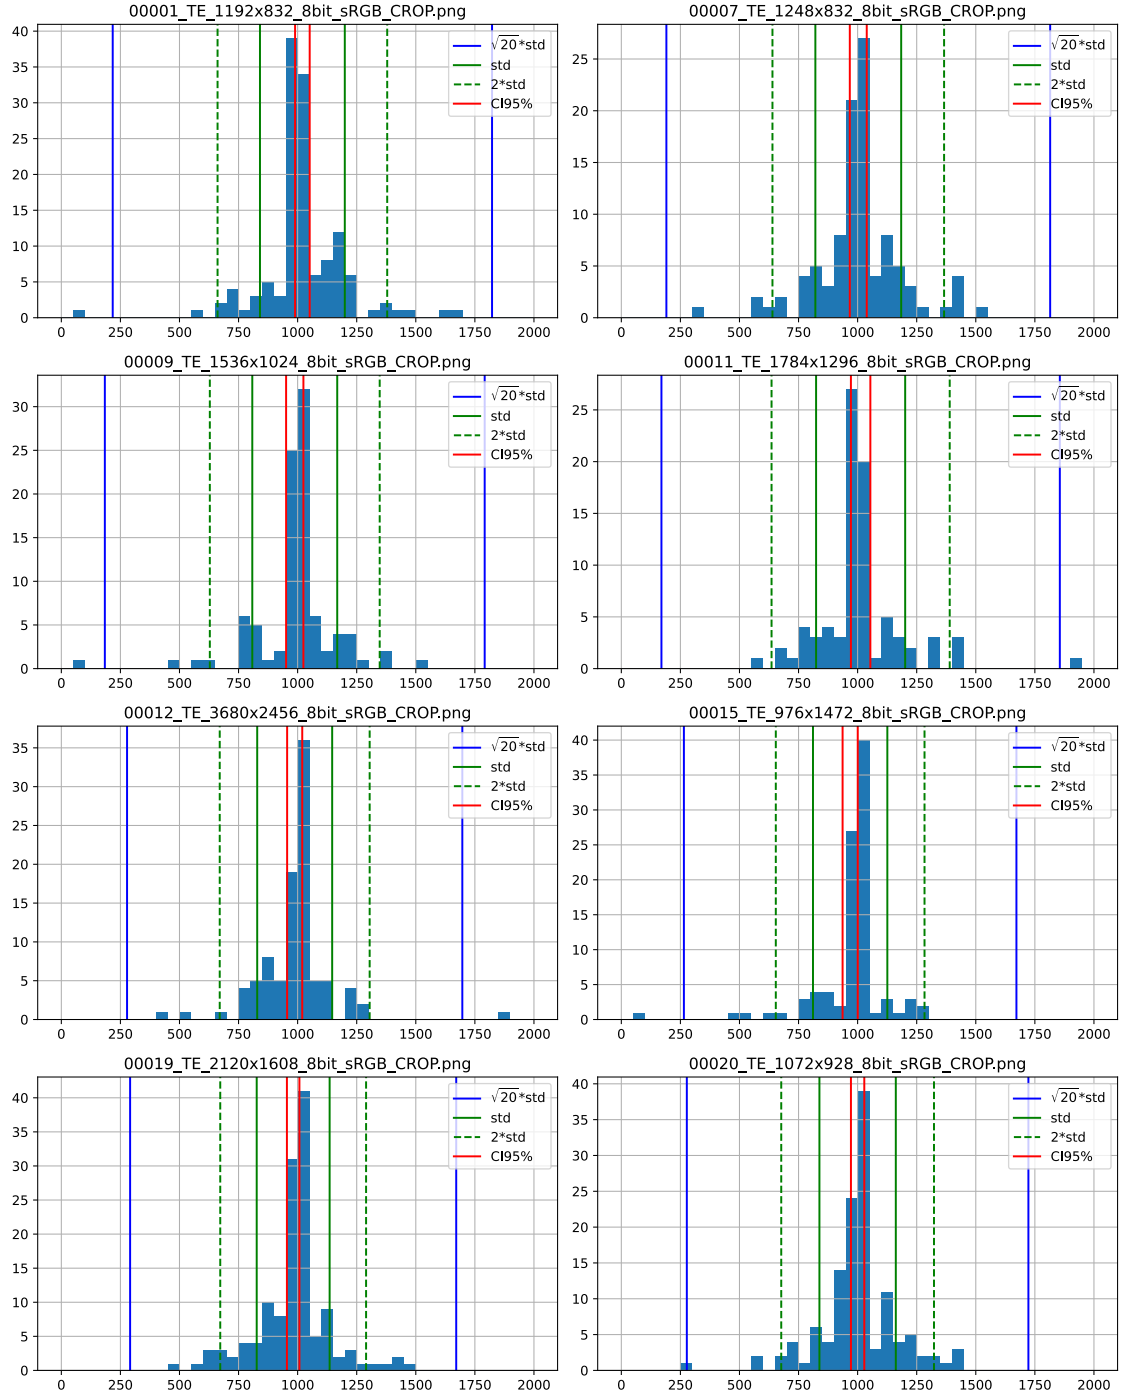 00001_TE_1192x832_8bit_sRGB_CROP.png
40
35
30
25
20
15
10
5
0
√20*std
std
2*std
CI95%
0 250 500 750 1000 1250 1500 1750 2000
00007_TE_1248x832_8bit_sRGB_CROP.png
25
20
15
10
5
0
√20*std
std
2*std
CI95%
0 250 500 750 1000 1250 1500 1750 2000
00009_TE_1536x1024_8bit_sRGB_CROP.png
30
25
20
15
10
5
0
√20*std
std
2*std
CI95%
0 250 500 750 1000 1250 1500 1750 2000
00011_TE_1784x1296_8bit_sRGB_CROP.png
25
20
15
10
5
0
√20*std
std
2*std
CI95%
0 250 500 750 1000 1250 1500 1750 2000
00012_TE_3680x2456_8bit_sRGB_CROP.png
35
30
25
20
15
10
5
0
√20*std
std
2*std
CI95%
0 250 500 750 1000 1250 1500 1750 2000
00015_TE_976x1472_8bit_sRGB_CROP.png
40
35
30
25
20
15
10
5
0
√20*std
std
2*std
CI95%
0 250 500 750 1000 1250 1500 1750 2000
00019_TE_2120x1608_8bit_sRGB_CROP.png
40
35
30
25
20
15
10
5
0
√20*std
std
2*std
CI95%
0 250 500 750 1000 1250 1500 1750 2000
00020_TE_1072x928_8bit_sRGB_CROP.png
40
35
30
25
20
15
10
5
0
√20*std
std
2*std
CI95%
0 250 500 750 1000 1250 1500 1750 2000